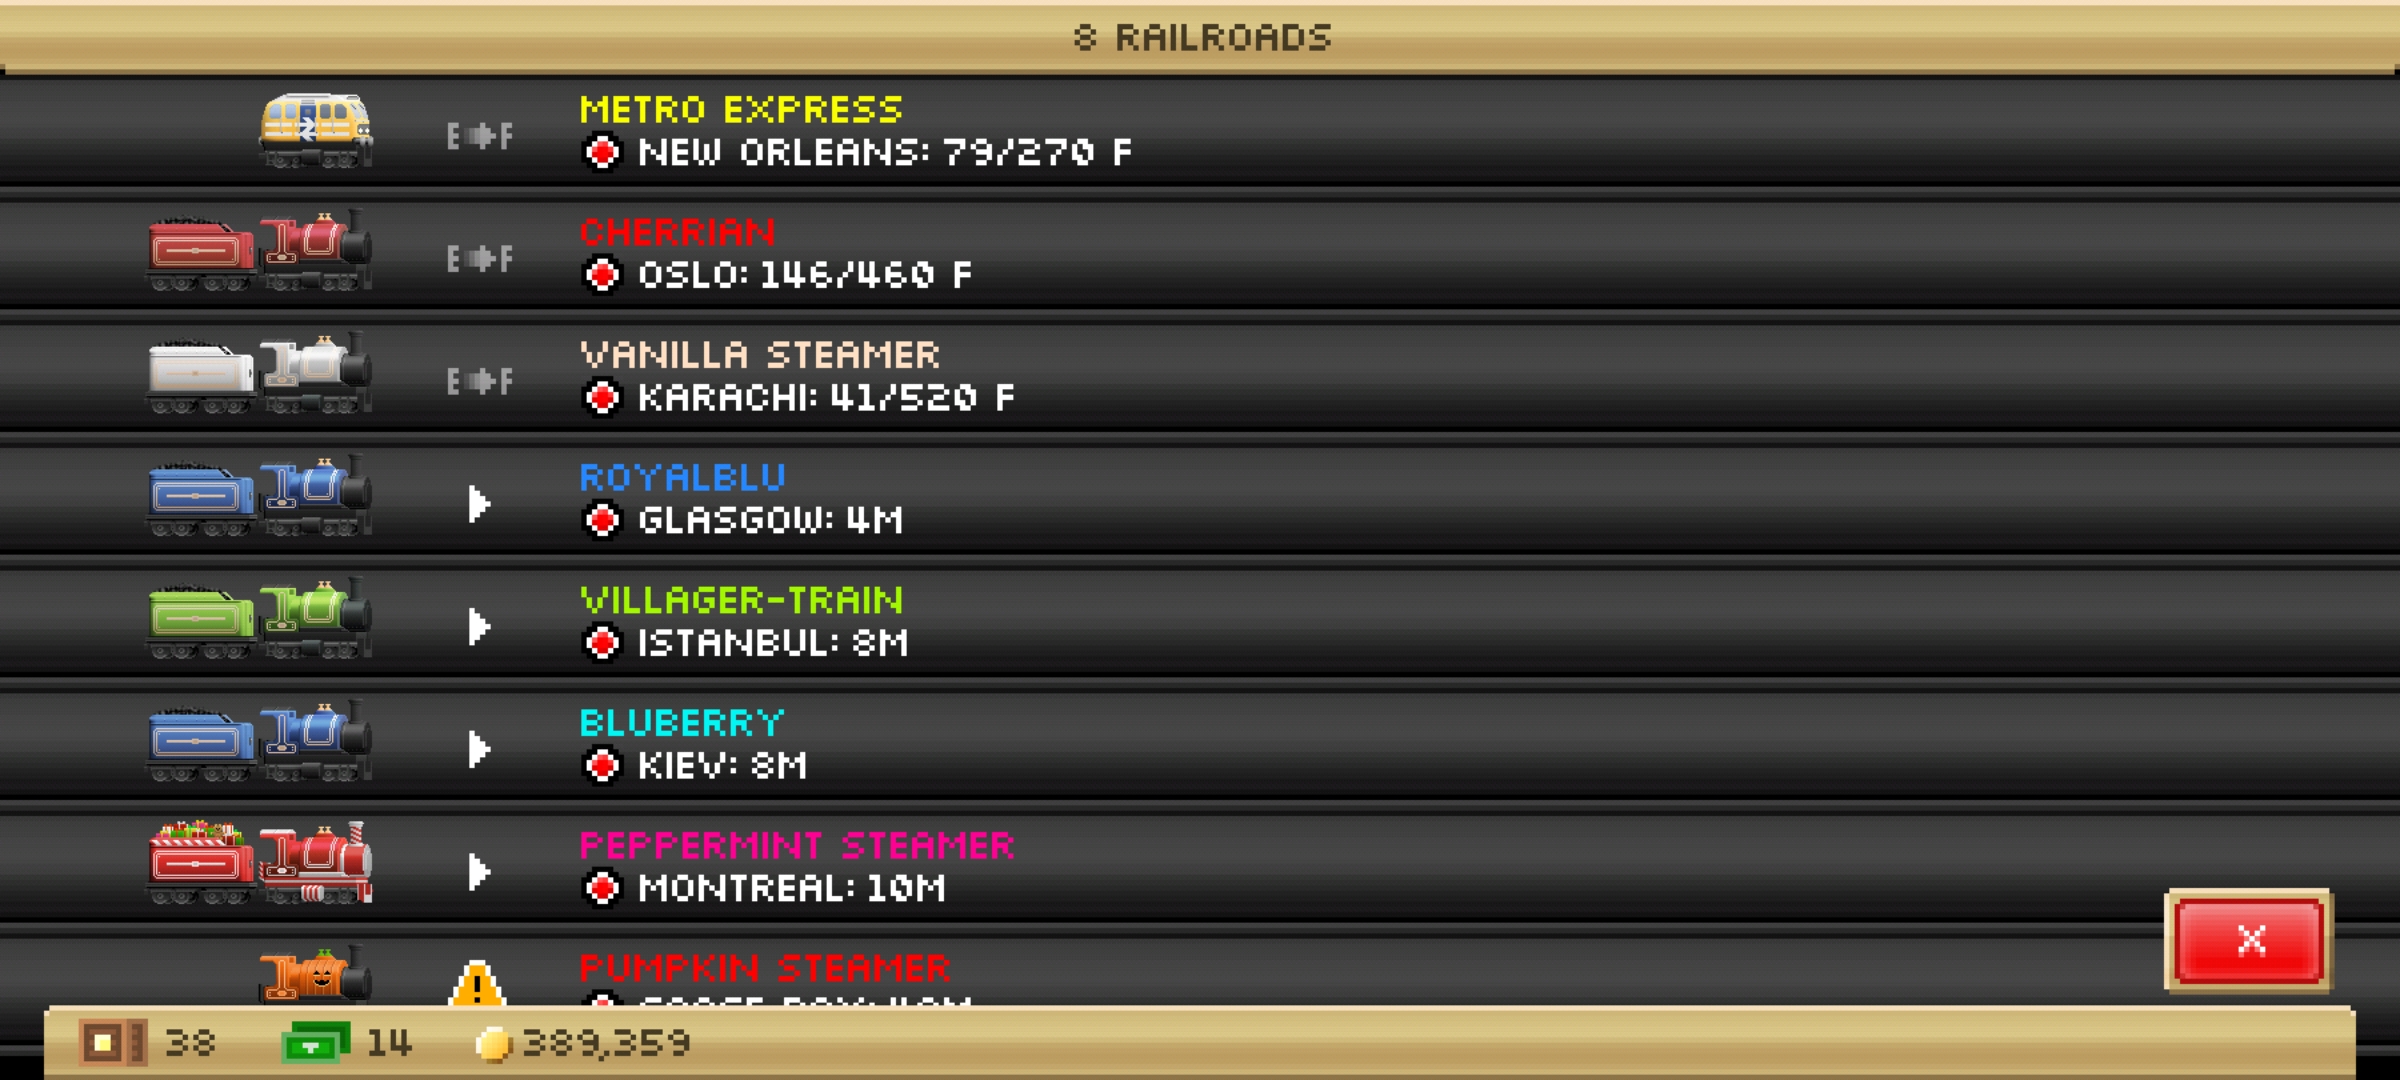 8 RAILROADS
METRO EXPRESS
E F
NEW ORLEANS: 79/270 F
CHERRIAN
E F
OSLO: 146/460 F
VANILLA STEAMER
E F
KARACHI: 41/520 F
ROYALBLU
GLASGOW: 4M
VILLAGER-TRAIN
ISTANBUL: 8M
BLUBERRY
KIEV: 8M
PEPPERMINT STEAMER
MONTREAL: 10M
PUMPKIN STEAMER
X
38 14 389,359